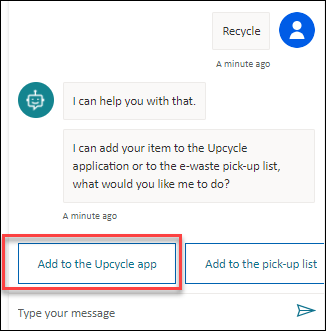 Recycle
A minute ago
I can help you with that.
I can add your item to the Upcycle
application or to the e-waste pick-up list,
what would you like me to do?
A minute ago
Add to the Upcycle app
Add to the pick-up list
Type your message